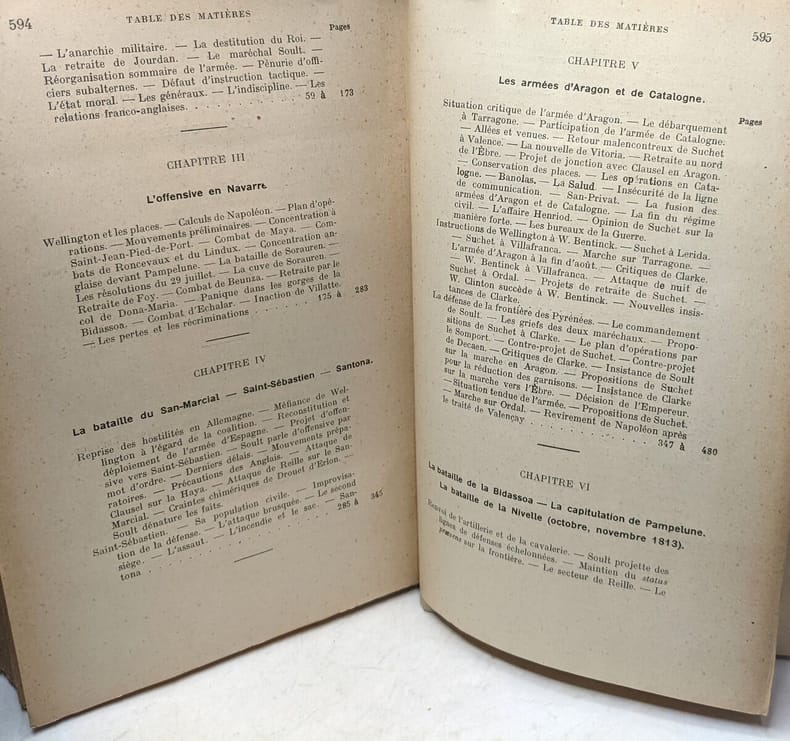 594
TABLE DES MATIÈRES
Pages
— L'anarchie militaire. — La destitution du Roi. —
La retraite de Jourdan. — Le maréchal Soult. —
Réorganisation sommaire de l'armée. — Pénurie d'offi-
ciers subalternes. — Défaut d'instruction tactique. —
L'état moral. — Les généraux. — L'indiscipline. — Les
relations franco-anglaises. . . . . . . . . . . 59 à 173
CHAPITRE III
L'offensive en Navarre
Wellington et les places. — Calculs de Napoléon. — Plan d'opé-
rations. — Mouvements préliminaires. — Concentration à
Saint-Jean-Pied-de-Port. — Combat de Maya. — Com-
bats de Roncevaux et du Lindux. — Concentration an-
glaise devant Pampelune. — La bataille de Sorauren. —
Les résolutions du 29 juillet. — La cuve de Sorauren. —
Retraite de Foy. — Combat de Beunza. — Retraite par le
col de Dona-Maria. — Panique dans les gorges de la
Bidassoa. — Combat d'Echalar. — Inaction de Villatte.
— Les pertes et les récriminations . . . . . . 175 à 283
CHAPITRE IV
La bataille du San-Marcial — Saint-Sébastien — Santona.
Reprise des hostilités en Allemagne. — Méfiance de Wel-
lington à l'égard de la coalition. — Reconstitution et
déploiement de l'armée d'Espagne. — Projet d'offen-
sive vers Saint-Sébastien. — Soult parle d'offensive par
mot d'ordre. — Derniers délais. — Mouvements prépa-
ratoires. — Précautions des Anglais. — Attaque de
Clausel sur la Haya. — Attaque de Reille sur le San-
Marcial. — Craintes chimériques de Drouet d'Erlon. —
Soult dénature les faits.
Saint-Sébastien. — Sa population civile. — Improvisa-
tion de la défense. — L'attaque brusquée. — Le second
siège. — L'assaut. — L'incendie et le sac. — San-
tona . . . . . . . . . . . . . . . . 285 à 345
TABLE DES MATIÈRES
595
CHAPITRE V
Les armées d'Aragon et de Catalogne.
Pages
Situation critique de l'armée d'Aragon. — Le débarquement
à Tarragone. — Participation de l'armée de Catalogne.
— Allées et venues. — Retour malencontreux de Suchet
à Valence. — La nouvelle de Vitoria. — Retraite au nord
de l'Èbre. — Projet de jonction avec Clausel en Aragon.
— Conservation des places. — Les opérations en Cata-
logne. — Banolas, — La Salud. — Insécurité de la ligne
de communication. — San-Privat. — La fusion des
armées d'Aragon et de Catalogne. — La fin du régime
civil. — L'affaire Henriod. — Opinion de Suchet sur la
manière forte. — Les bureaux de la Guerre.
Instructions de Wellington à W. Bentinck. — Suchet à Lerida.
— Suchet à Villafranca. — Marche sur Tarragone. —
L'armée d'Aragon à la fin d'août. — Critiques de Clarke.
— W. Bentinck à Villafranca. — Attaque de nuit de
Suchet à Ordal. — Projets de retraite de Suchet. —
W. Clinton succède à W. Bentinck. — Nouvelles insis-
tances de Clarke.
La défense de la frontière des Pyrénées. — Le commandement
de Soult. — Les griefs des deux maréchaux. — Propo-
sitions de Suchet à Clarke. — Le plan d'opérations par
le Somport. — Contre-projet de Suchet. — Contre-projet
de Decaen. — Critiques de Clarke. — Insistance de Soult
sur la marche en Aragon. — Propositions de Suchet
pour la réduction des garnisons. — Insistance de Clarke
sur la marche vers l'Èbre. — Décision de l'Empereur.
— Situation tendue de l'armée. — Propositions de Suchet.
— Marche sur Ordal. — Revirement de Napoléon après
le traité de Valençay . . . . . . . . . . 347 à 480
CHAPITRE VI
La bataille de la Bidassoa — La capitulation de Pampelune.
La bataille de la Nivelle (octobre, novembre 1813).
Renvoi de l'artillerie et de la cavalerie. — Soult projette des
lignes de défenses échelonnées. — Maintien du status
præsens sur la frontière. — Le secteur de Reille. — Le